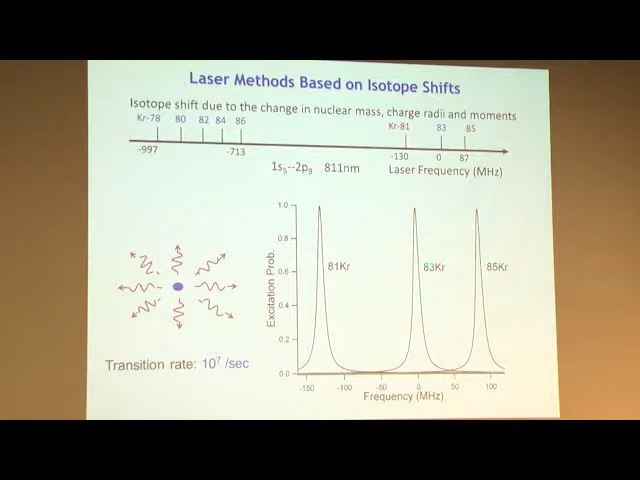 Laser Methods Based on Isotope Shifts
Isotope shift due to the change in nuclear mass, charge radii and moments
Kr-78 80 82 84 86 Kr-81 83 85
-997 -713 -130 0 87
1s₅--2p₉ 811nm Laser Frequency (MHz)
1.0
0.8
0.6
0.4
0.2
0.0
Excitation Prob.
81Kr 83Kr 85Kr
-150 -100 -50 0 50 100
Frequency (MHz)
Transition rate: 10⁷ /sec